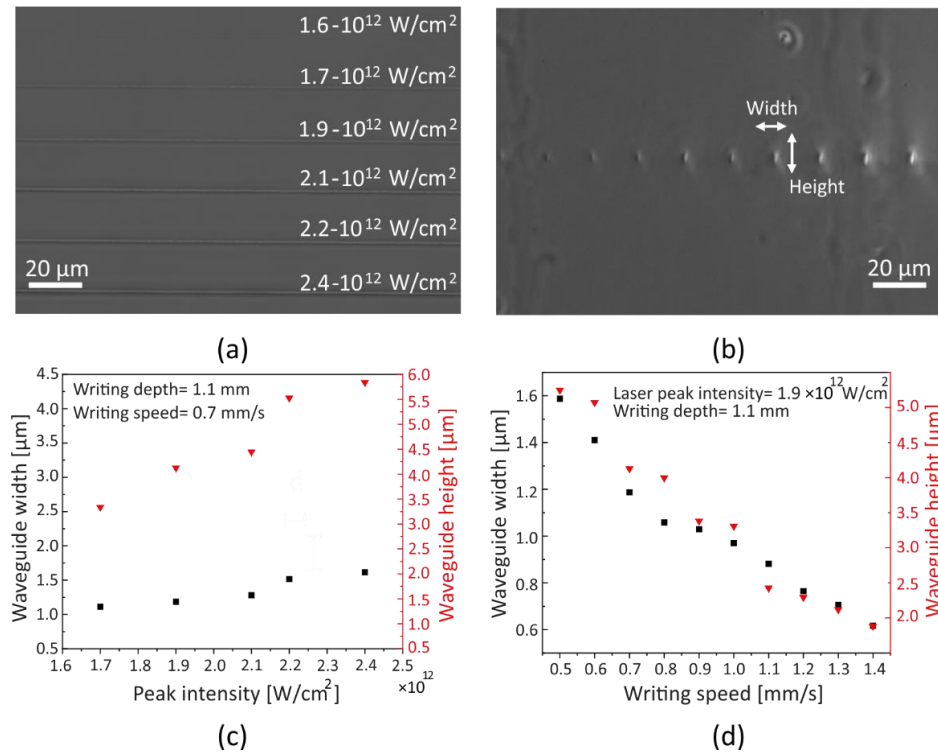 1.6-10¹² W/cm²
1.7-10¹² W/cm²
1.9-10¹² W/cm²
2.1-10¹² W/cm²
2.2-10¹² W/cm²
2.4-10¹² W/cm²
20 µm
(a)
Width
Height
20 µm
(b)
Writing depth= 1.1 mm
Writing speed= 0.7 mm/s
Waveguide width [µm]
4.5
4.0
3.5
3.0
2.5
2.0
1.5
1.0
0.5
Waveguide height [µm]
6.0
5.5
5.0
4.5
4.0
3.5
3.0
2.5
2.0
1.5
1.0
0.5
1.6 1.7 1.8 1.9 2.0 2.1 2.2 2.3 2.4 2.5
Peak intensity [W/cm²]
×10¹²
(c)
Laser peak intensity= 1.9 ×10¹²W/cm²
Writing depth= 1.1 mm
Waveguide width [µm]
1.6
1.4
1.2
1.0
0.8
0.6
Waveguide height [µm]
5.0
4.5
4.0
3.5
3.0
2.5
2.0
0.5 0.6 0.7 0.8 0.9 1.0 1.1 1.2 1.3 1.4
Writing speed [mm/s]
(d)